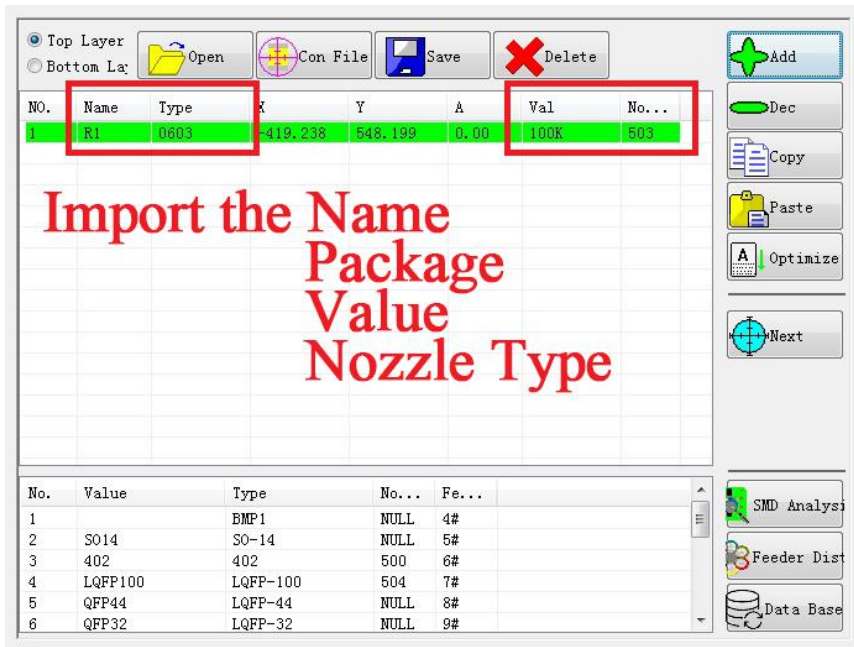 Top Layer
Bottom La:
Open
Con File
Save
Delete
NO. Name Type X Y A Val No...
1 R1 0603 -419.238 548.199 0.00 100K 503
Import the Name
Package
Value
Nozzle Type
Add
Dec
Copy
Paste
Optimize
Next
No. Value Type No... Fe...
1 BMP1 NULL 4#
2 SO14 SO-14 NULL 5#
3 402 402 500 6#
4 LQFP100 LQFP-100 504 7#
5 QFP44 LQFP-44 NULL 8#
6 QFP32 LQFP-32 NULL 9#
SMD Analysi
Feeder Dist
Data Base